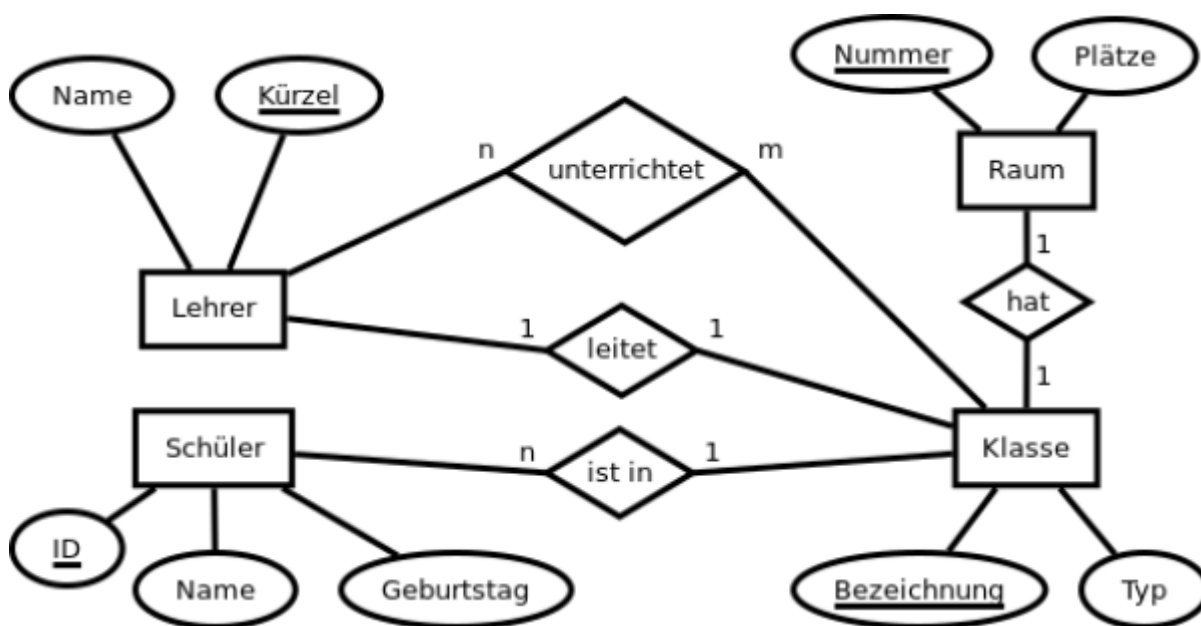 Nummer
Plätze
Name
Kürzel
n
unterrichtet
m
Raum
1
hat
1
Lehrer
1
leitet
1
Schüler
n
ist in
1
Klasse
ID
Name
Geburtstag
Bezeichnung
Typ